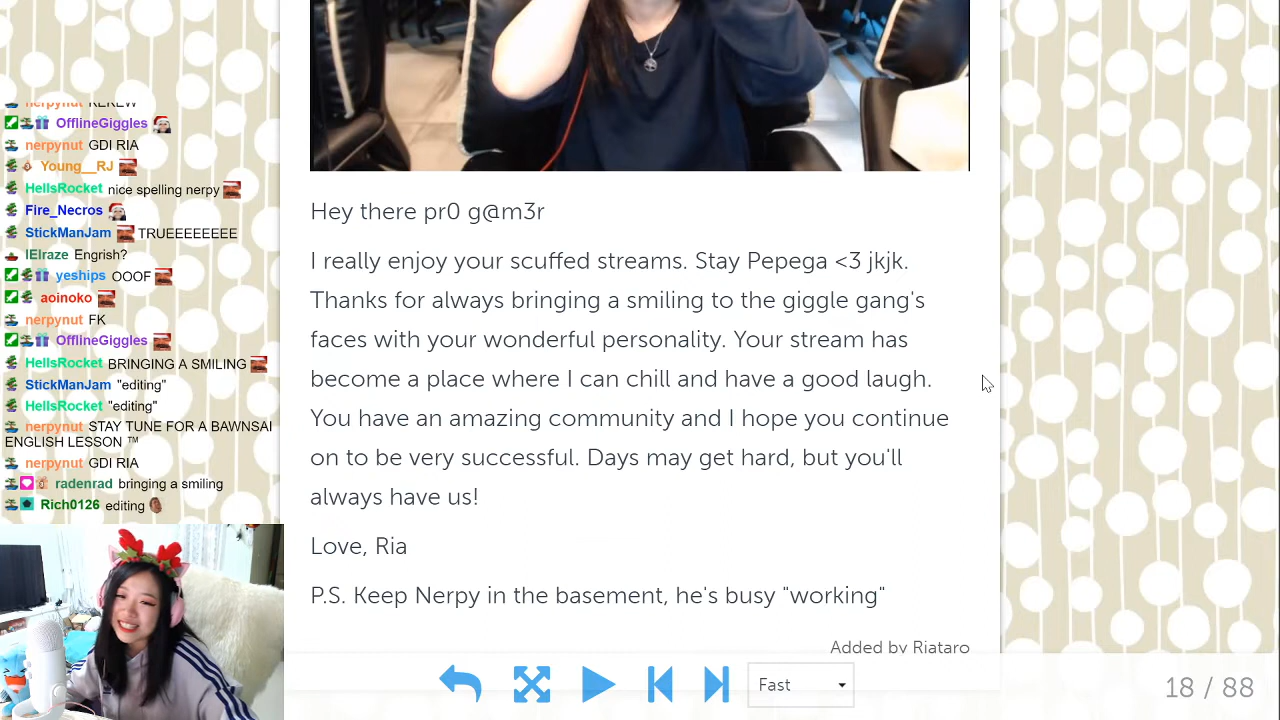 nerpynut KEKEW
OfflineGiggles
nerpynut GDI RIA
Young__RJ
HellsRocket nice spelling nerpy
Fire_Necros
StickManJam TRUEEEEEEEE
IEIraze Engrish?
yeships OOOF
aoinoko
nerpynut FK
OfflineGiggles
HellsRocket BRINGING A SMILING
StickManJam "editing"
HellsRocket "editing"
nerpynut STAY TUNE FOR A BAWNSAI
ENGLISH LESSON ™
nerpynut GDI RIA
radenrad bringing a smiling
Rich0126 editing
Hey there pr0 g@m3r
I really enjoy your scuffed streams. Stay Pepega <3 jkjk.
Thanks for always bringing a smiling to the giggle gang's
faces with your wonderful personality. Your stream has
become a place where I can chill and have a good laugh.
You have an amazing community and I hope you continue
on to be very successful. Days may get hard, but you'll
always have us!
Love, Ria
P.S. Keep Nerpy in the basement, he's busy "working"
Added by Riataro
Fast
18 / 88